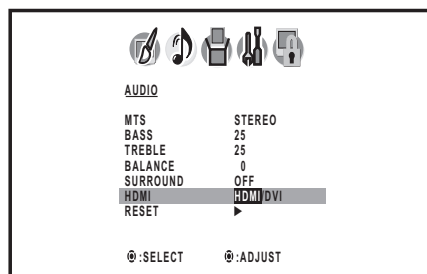 AUDIO
MTS STEREO
BASS 25
TREBLE 25
BALANCE 0
SURROUND OFF
HDMI HDMI/DVI
RESET ▶
:SELECT :ADJUST